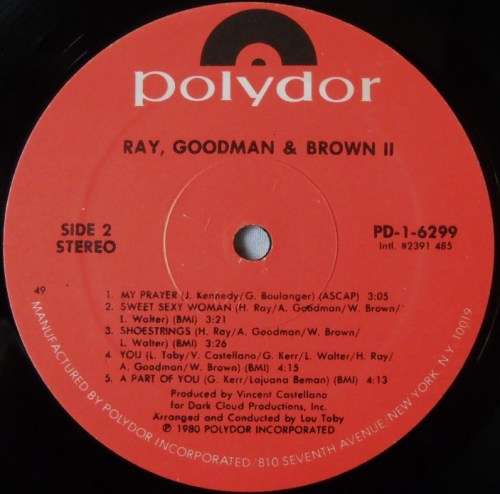 polydor
RAY, GOODMAN & BROWN II
SIDE 2
STEREO
PD-1-6299
Intl. #2391 485
49
1. MY PRAYER (J. Kennedy/G. Boulanger) (ASCAP) 3:05
2. SWEET SEXY WOMAN (H. Ray/A. Goodman/W. Brown/
L. Walter) (BMI) 3:21
3. SHOESTRINGS (H. Ray/A. Goodman/W. Brown/
L. Walter) (BMI) 3:26
4. YOU (L. Toby/V. Castellano/G. Kerr/L. Walter/H. Ray/
A. Goodman/W. Brown) (BMI) 4:15
5. A PART OF YOU (G. Kerr/Lajuana Beman) (BMI) 4:13
Produced by Vincent Castellano
for Dark Cloud Productions, Inc.
Arranged and Conducted by Lou Toby
℗ 1980 POLYDOR INCORPORATED
MANUFACTURED BY POLYDOR INCORPORATED/810 SEVENTH AVENUE/NEW YORK, N.Y. 10019